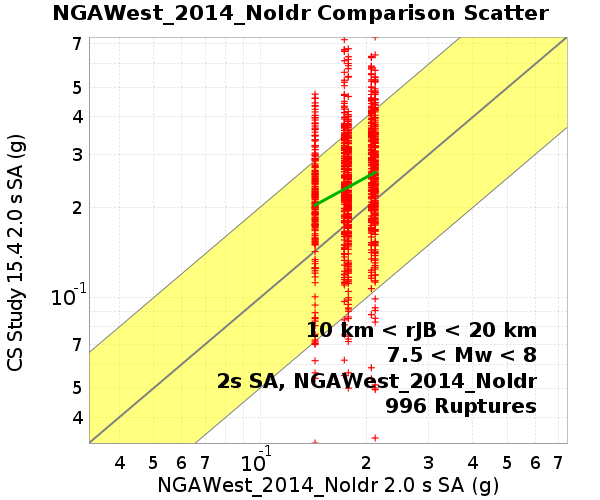 NGAWest_2014_NoIdr Comparison Scatter
CS Study 15.4 2.0 s SA (g)
7
5
4
3
2
10-1
7
5
4
10 km < rJB < 20 km
7.5 < Mw < 8
2s SA, NGAWest_2014_NoIdr
996 Ruptures
4 5 6 7 10-1 2 3 4 5 6 7
NGAWest_2014_NoIdr 2.0 s SA (g)